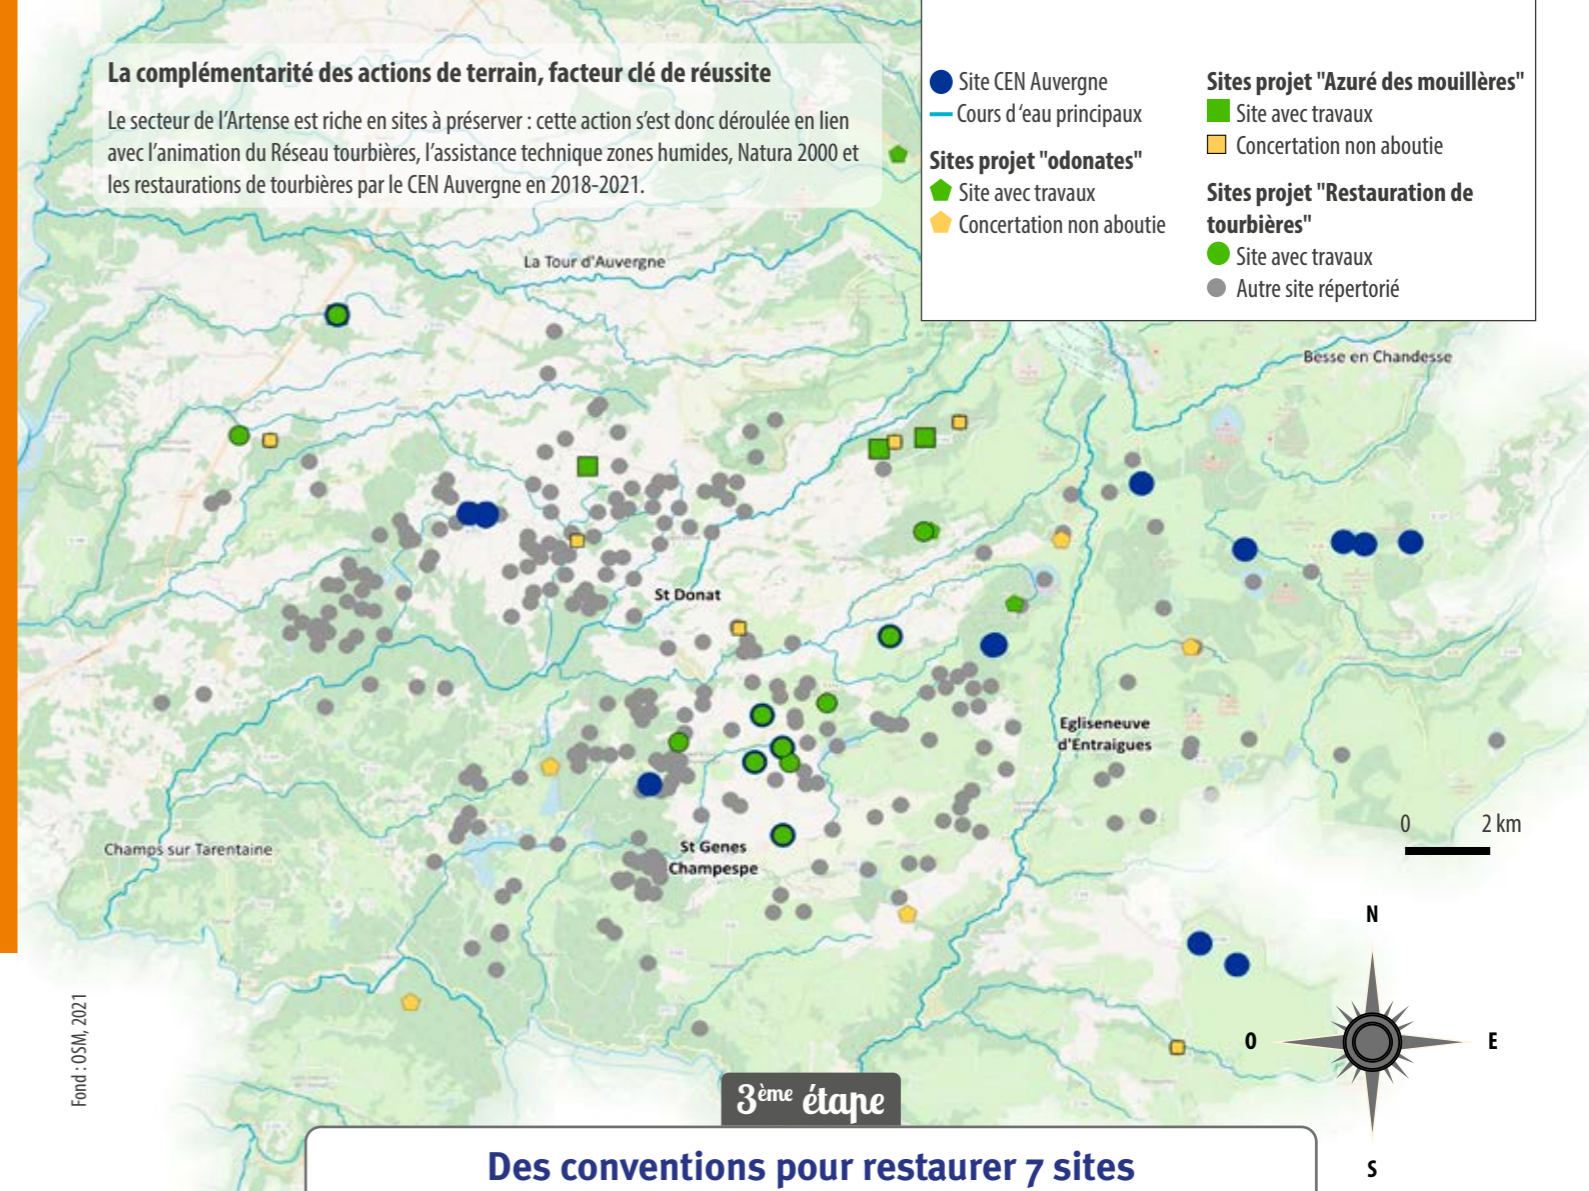 La complémentarité des actions de terrain, facteur clé de réussite
Le secteur de l'Artense est riche en sites à préserver : cette action s'est donc déroulée en lien
avec l'animation du Réseau tourbières, l'assistance technique zones humides, Natura 2000 et
les restaurations de tourbières par le CEN Auvergne en 2018-2021.
Site CEN Auvergne
Cours d'eau principaux
Sites projet "odonates"
Site avec travaux
Concertation non aboutie
Sites projet "Azuré des mouillères"
Site avec travaux
Concertation non aboutie
Sites projet "Restauration de
tourbières"
Site avec travaux
Autre site répertorié
La Tour d'Auvergne
Besse en Chandesse
St Donat
Egliseneuve
d'Entraigues
Champs sur Tarentaine
St Genes
Champespe
0 2 km
N
O
E
S
Fond : OSM, 2021
3ème étape
Des conventions pour restaurer 7 sites